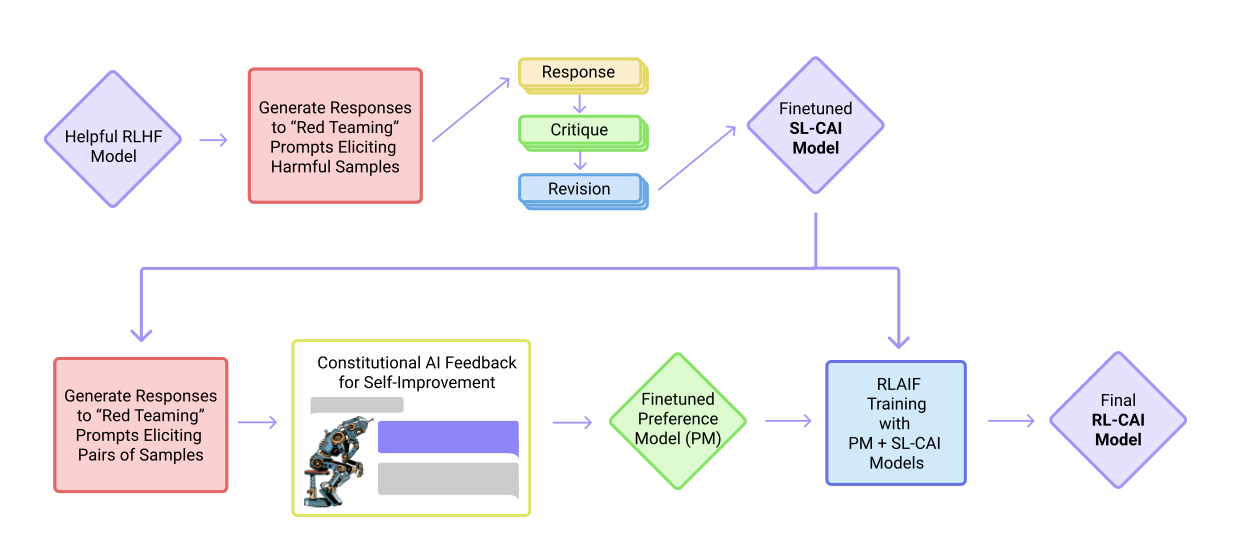 Helpful RLHF
Model
Generate Responses
to “Red Teaming”
Prompts Eliciting
Harmful Samples
Response
Critique
Revision
Finetuned
SL-CAI
Model
Generate Responses
to “Red Teaming”
Prompts Eliciting
Pairs of Samples
Constitutional AI Feedback
for Self-Improvement
Finetuned
Preference
Model (PM)
RLAIF
Training
with
PM + SL-CAI
Models
Final
RL-CAI
Model